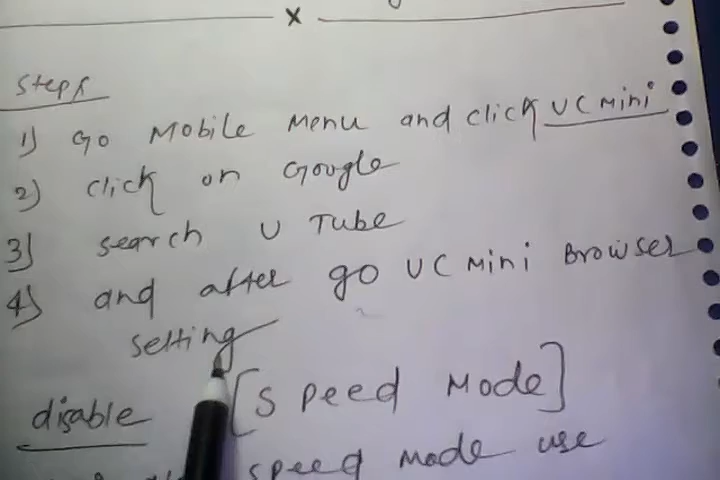 Steps
1) Go Mobile Menu and click UC Mini
2) click on Google
3) search U Tube
4) and after go UC Mini Browser
setting
disable [Speed Mode]
speed mode use